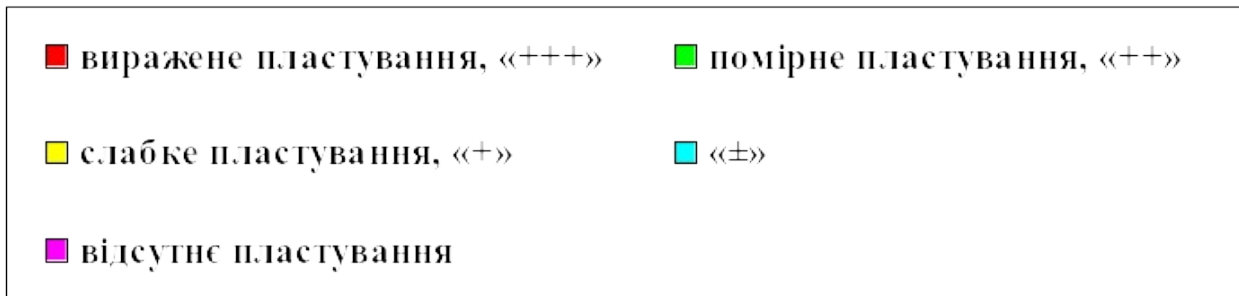 виражене пластування, «+++»
помірне пластування, «++»
слабке пластування, «+»
«±»
відсутнє пластування